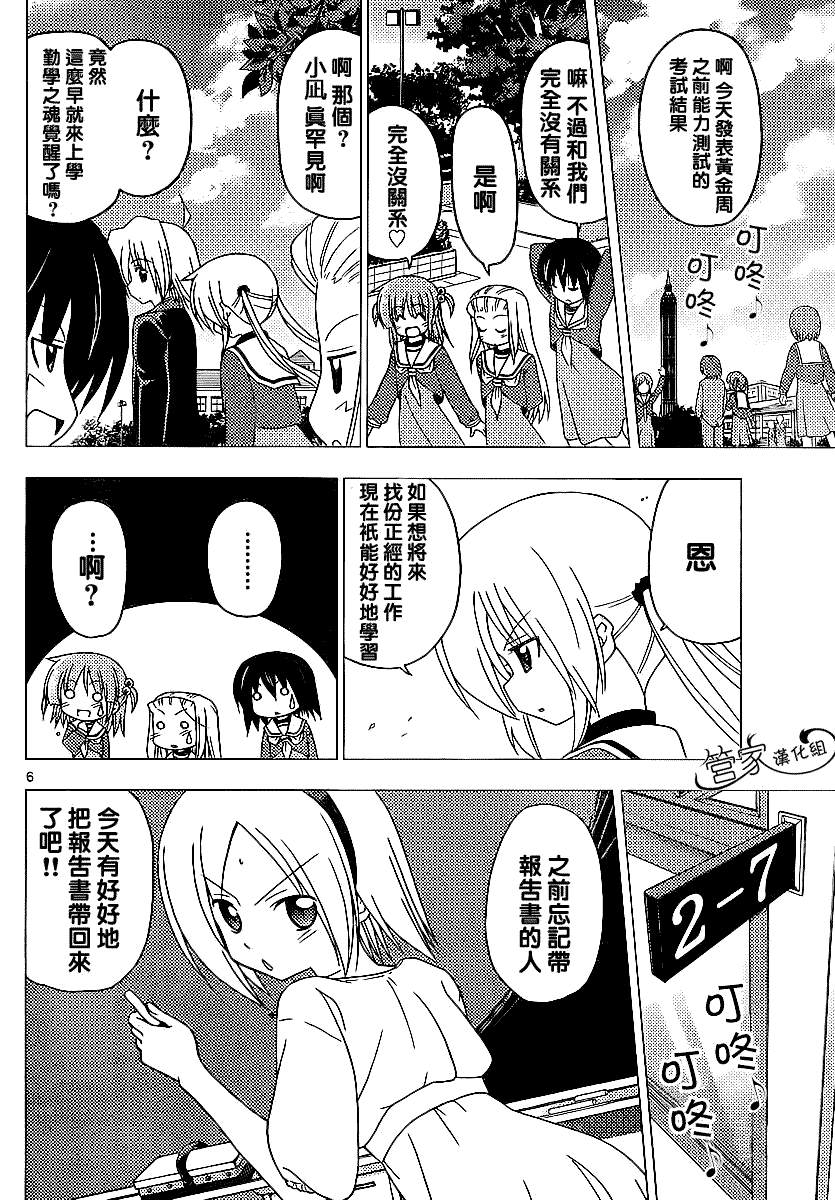 啊 今天發表黃金周
之前能力測試的
考試結果
叮咚♪
叮咚♪
嘛 不過和我們
完全沒有關系
是啊
完全沒關系♡
啊那個？
小凪 真罕見啊
什麼？
竟然
這麼早就來上學
勤學之魂覺醒了嗎？
恩
如果想將來
找份正經的工作
現在祇能好好地學習
………
…啊？
管家
漢化組
6
2-7
叮咚♪
叮咚♪
之前忘記帶
報告書的人
今天有好好地
把報告書帶回來
了吧!!